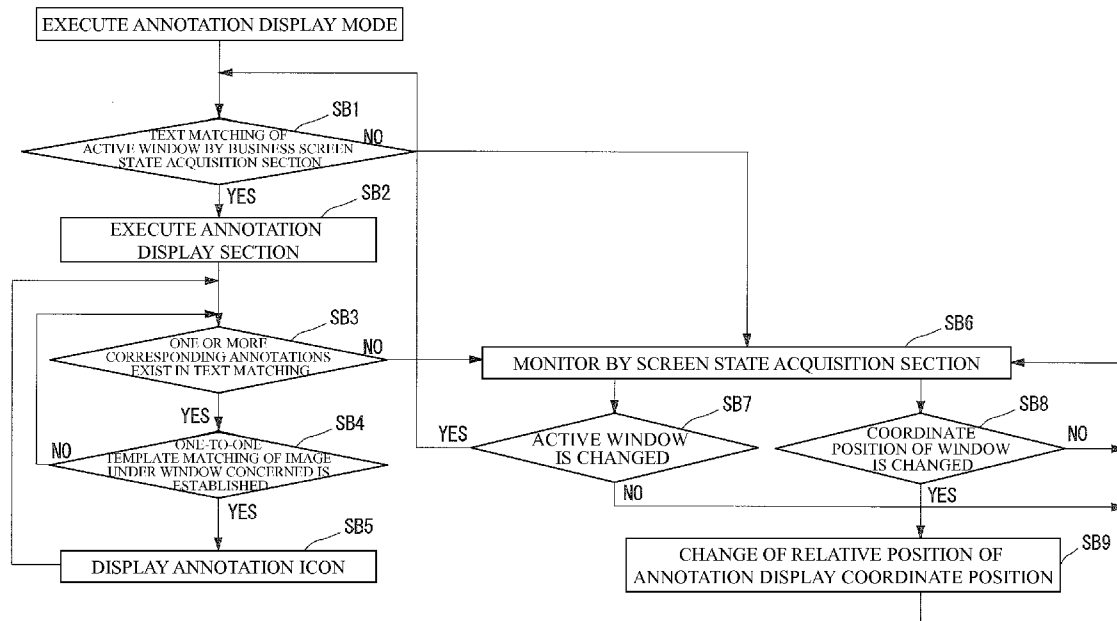 EXECUTE ANNOTATION DISPLAY MODE
SB1
TEXT MATCHING OF
ACTIVE WINDOW BY BUSINESS SCREEN
STATE ACQUISITION SECTION
NO
YES
SB2
EXECUTE ANNOTATION
DISPLAY SECTION
SB3
ONE OR MORE
CORRESPONDING ANNOTATIONS
EXIST IN TEXT MATCHING
NO
YES
SB4
ONE-TO-ONE
TEMPLATE MATCHING OF IMAGE
UNDER WINDOW CONCERNED IS
ESTABLISHED
NO
YES
SB5
DISPLAY ANNOTATION ICON
SB6
MONITOR BY SCREEN STATE ACQUISITION SECTION
SB7
ACTIVE WINDOW
IS CHANGED
YES
NO
SB8
COORDINATE
POSITION OF WINDOW
IS CHANGED
NO
YES
SB9
CHANGE OF RELATIVE POSITION OF
ANNOTATION DISPLAY COORDINATE POSITION